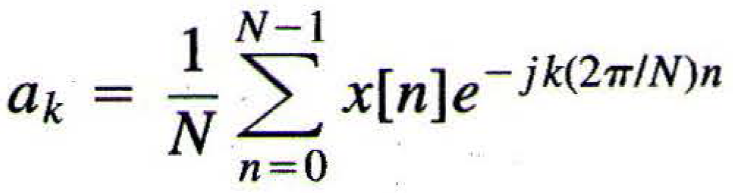 a_k = \frac{1}{N} \sum_{n=0}^{N-1} x[n]e^{-jk(2\pi/N)n}